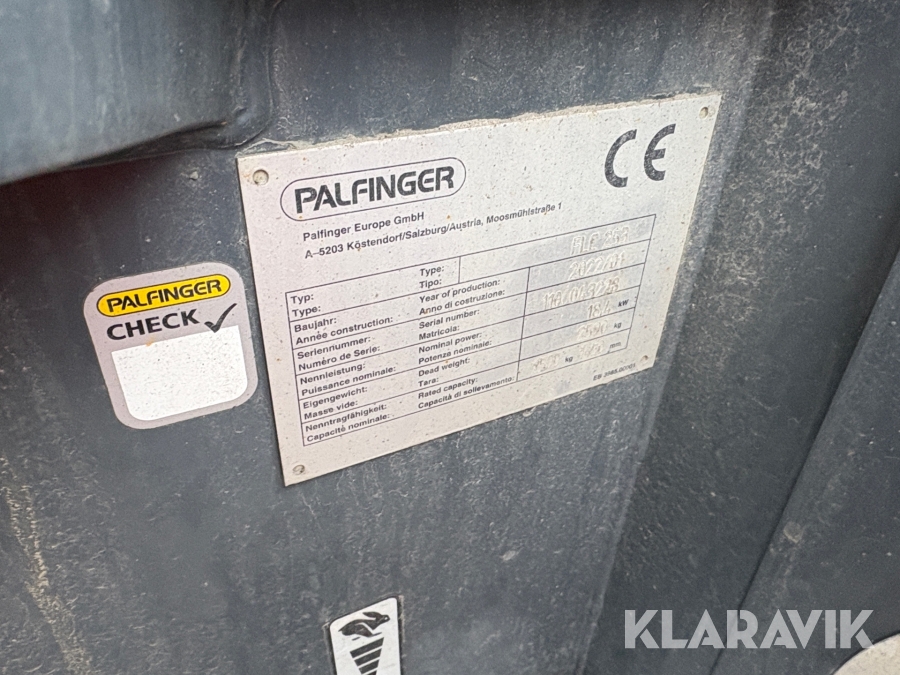 PALFINGER
CE
Palfinger Europe GmbH
A-5203 Köstendorf/Salzburg/Austria, Moosmühlstraße 1
Typ: Type:
Type: Tipo:
Baujahr: Year of production: 2022/01
Année construction: Anno di costruzione:
Seriennummer: Serial number:
Numéro de Serie: Matricola:
Nennleistung: Nominal power: kW
Puissance nominale: Potenza nominale:
Eigengewicht: Dead weight: kg
Masse vide: Tara:
Nenntragfähigkeit: Rated capacity: kg mm
Capacité nominale: Capacità di sollevamento:
PALFINGER
CHECK
KLARAVIK